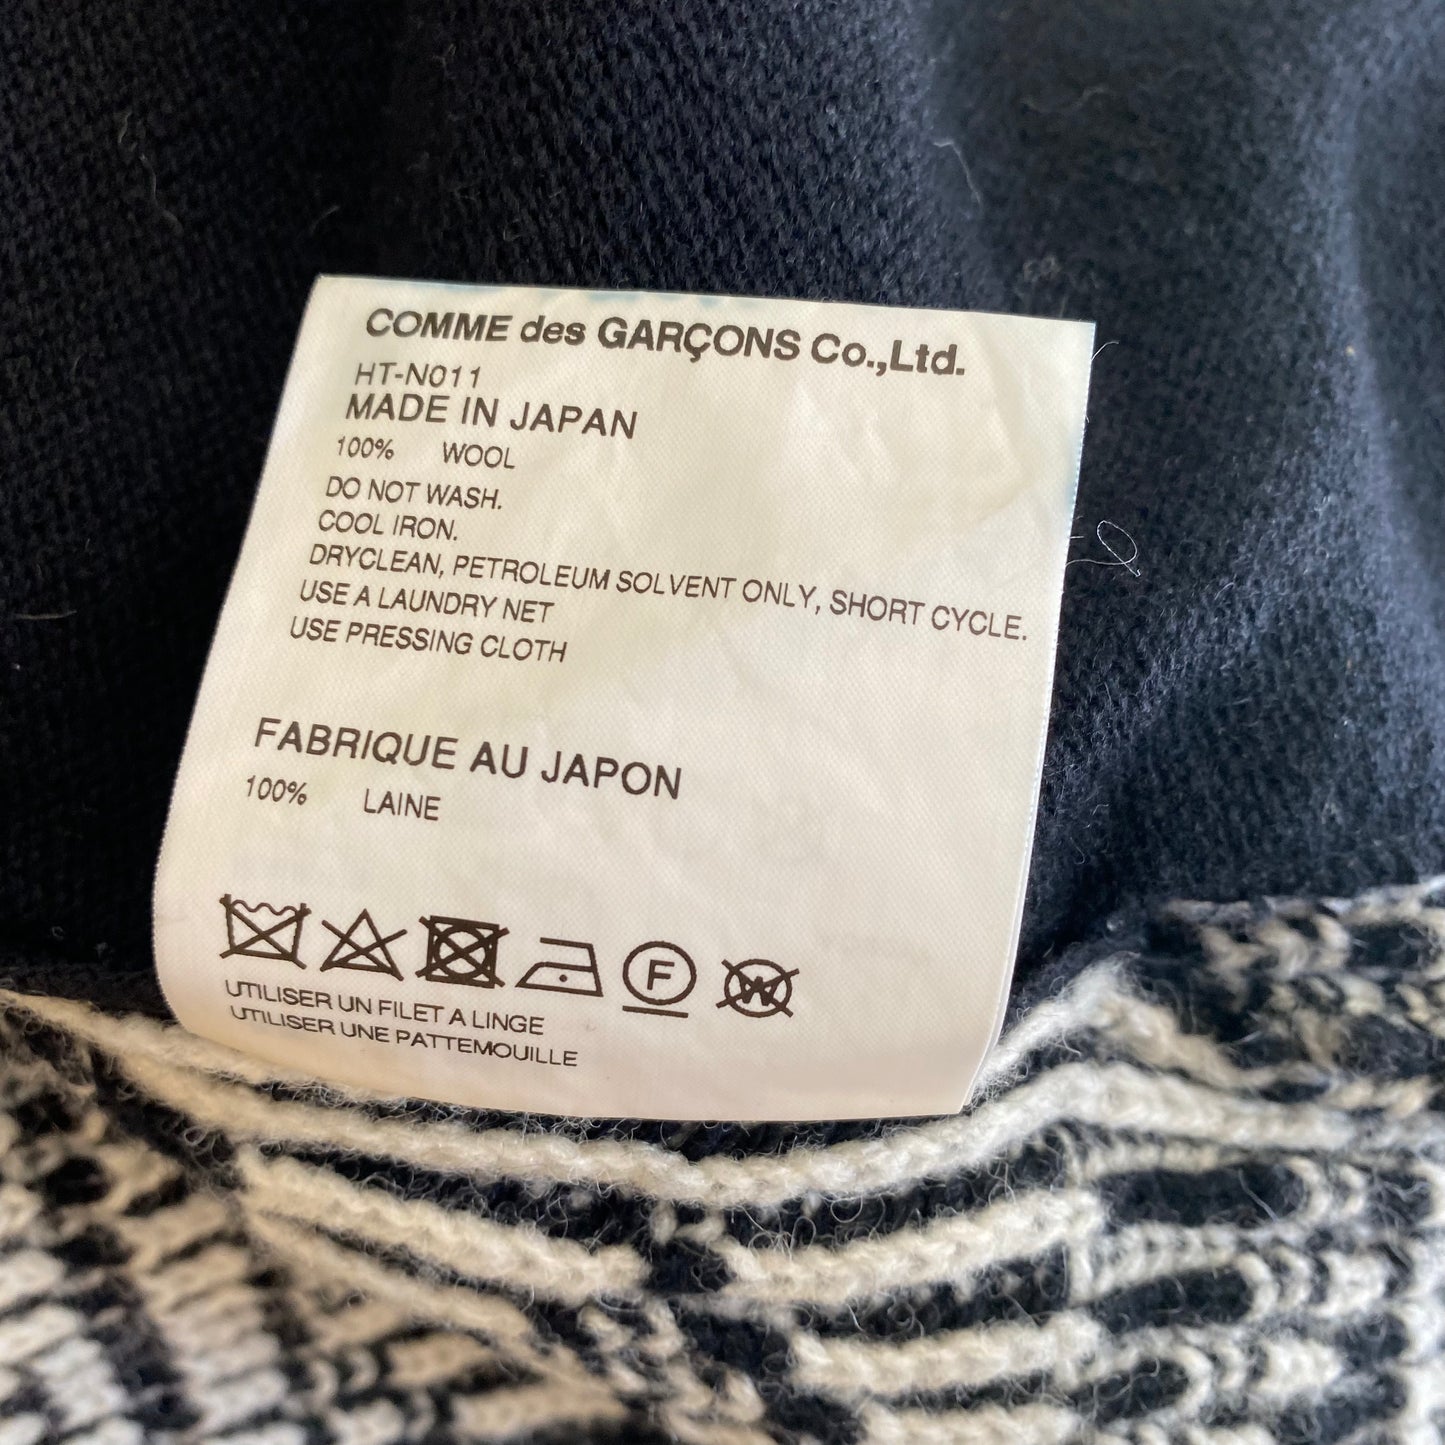 COMME des GARÇONS Co.,Ltd.
HT-N011
MADE IN JAPAN
100% WOOL
DO NOT WASH.
COOL IRON.
DRYCLEAN, PETROLEUM SOLVENT ONLY, SHORT CYCLE.
USE A LAUNDRY NET
USE PRESSING CLOTH
FABRIQUE AU JAPON
100% LAINE
F W
UTILISER UN FILET A LINGE
UTILISER UNE PATTEMOUILLE